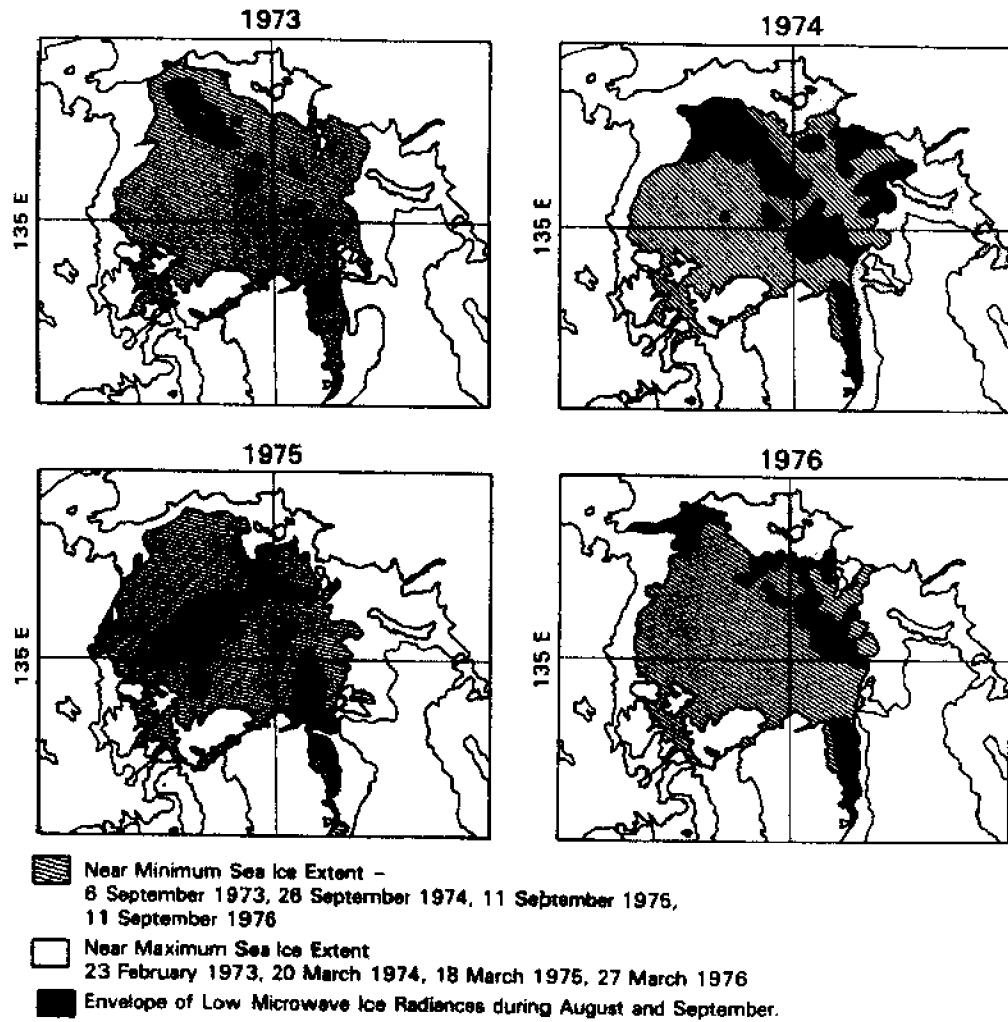 1973
1974
135 E
135 E
1975
1976
135 E
135 E
Near Minimum Sea Ice Extent –
6 September 1973, 26 September 1974, 11 September 1975,
11 September 1976
Near Maximum Sea Ice Extent
23 February 1973, 20 March 1974, 18 March 1975, 27 March 1976
Envelope of Low Microwave Ice Radiances during August and September.